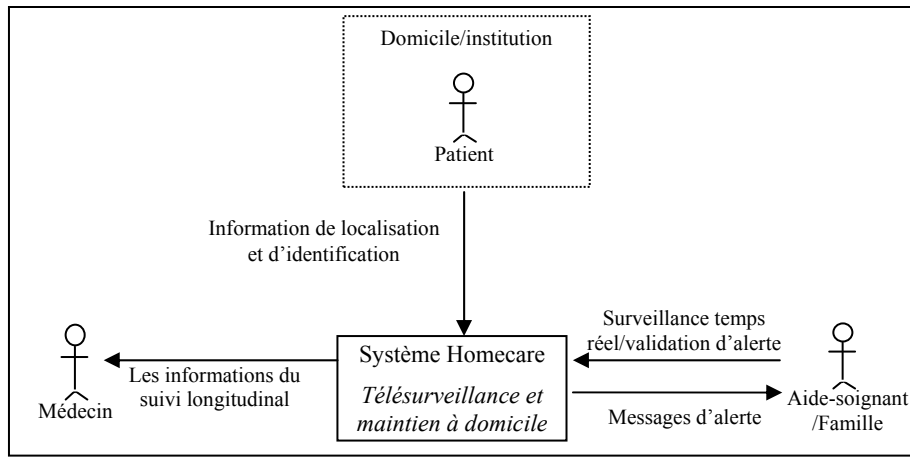 Domicile/institution
Patient
Information de localisation
et d'identification
Surveillance temps
réel/validation d'alerte
Système Homecare
Télésurveillance et
maintien à domicile
Les informations du
suivi longitudinal
Médecin
Messages d'alerte
Aide-soignant
/Famille